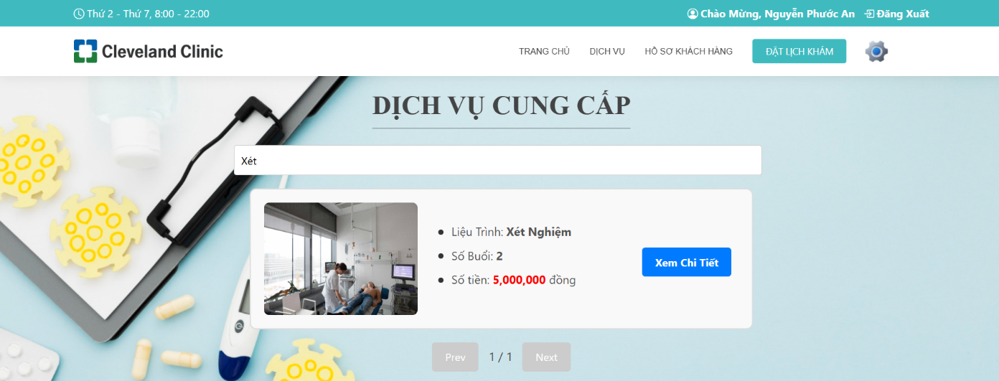 Thứ 2 - Thứ 7, 8:00 - 22:00
Chào Mừng, Nguyễn Phước An
Đăng Xuất
Cleveland Clinic
TRANG CHỦ
DỊCH VỤ
HỒ SƠ KHÁCH HÀNG
ĐẶT LỊCH KHÁM
DỊCH VỤ CUNG CẤP
Xét
Liệu Trình: Xét Nghiệm
Số Buổi: 2
Số tiền: 5,000,000 đồng
Xem Chi Tiết
Prev
1 / 1
Next